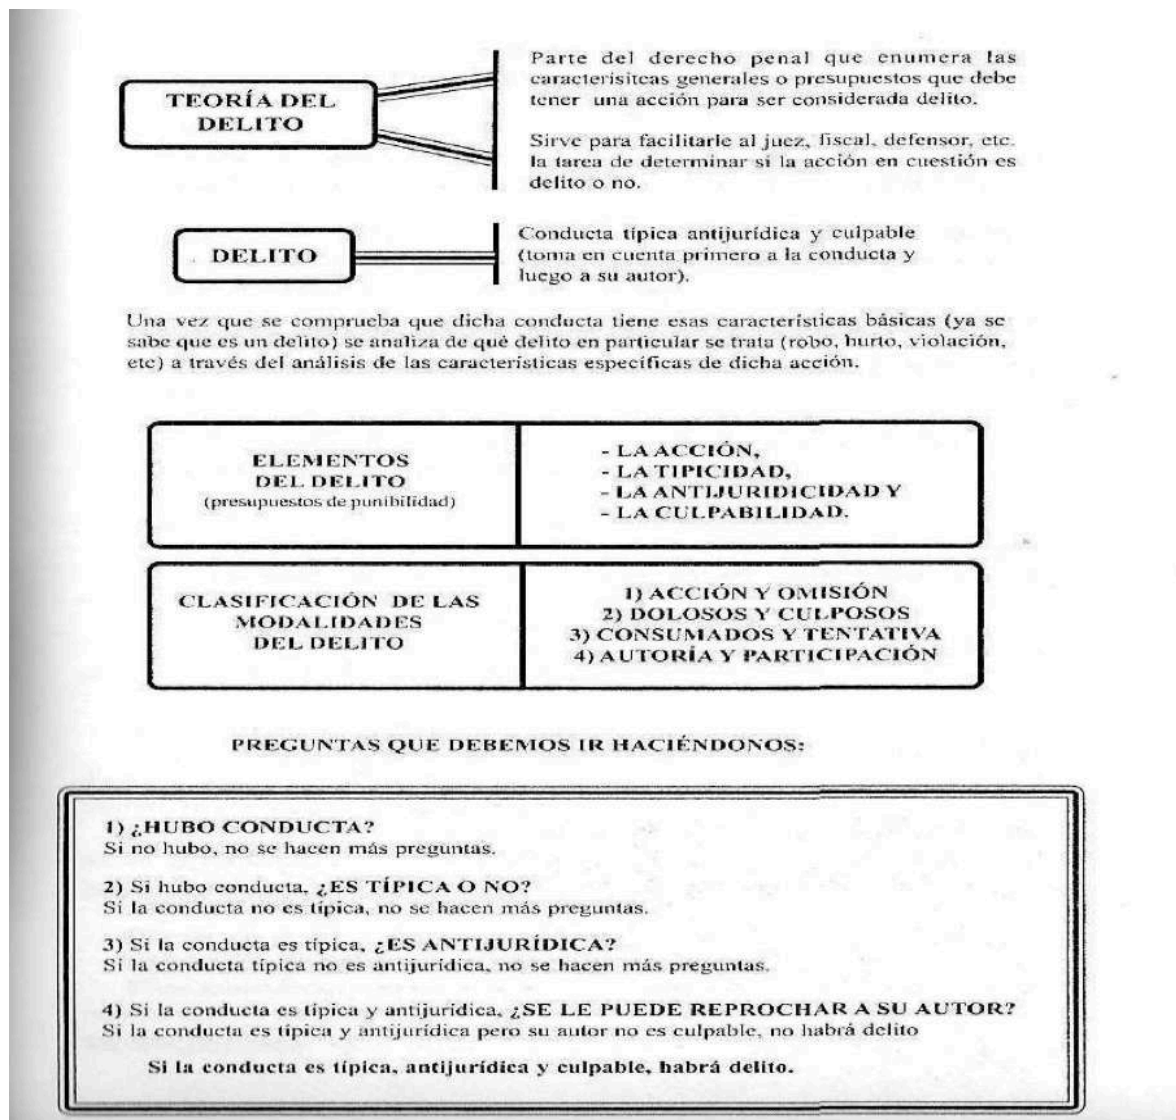 TEORÍA DEL
DELITO
Parte del derecho penal que enumera las
caracterísitcas generales o presupuestos que debe
tener una acción para ser considerada delito.
Sirve para facilitarle al juez, fiscal, defensor, etc.
la tarea de determinar si la acción en cuestión es
delito o no.
DELITO
Conducta típica antijurídica y culpable
(toma en cuenta primero a la conducta y
luego a su autor).
Una vez que se comprueba que dicha conducta tiene esas características básicas (ya se
sabe que es un delito) se analiza de qué delito en particular se trata (robo, hurto, violación,
etc) a través del análisis de las características específicas de dicha acción.
ELEMENTOS
DEL DELITO
(presupuestos de punibilidad)
- LA ACCIÓN,
- LA TIPICIDAD,
- LA ANTIJURIDICIDAD Y
- LA CULPABILIDAD.
CLASIFICACIÓN DE LAS
MODALIDADES
DEL DELITO
1) ACCIÓN Y OMISIÓN
2) DOLOSOS Y CULPOSOS
3) CONSUMADOS Y TENTATIVA
4) AUTORÍA Y PARTICIPACIÓN
PREGUNTAS QUE DEBEMOS IR HACIÉNDONOS:
1) ¿HUBO CONDUCTA?
Si no hubo, no se hacen más preguntas.
2) Si hubo conducta, ¿ES TÍPICA O NO?
Si la conducta no es típica, no se hacen más preguntas.
3) Si la conducta es típica, ¿ES ANTIJURÍDICA?
Si la conducta típica no es antijurídica, no se hacen más preguntas.
4) Si la conducta es típica y antijurídica, ¿SE LE PUEDE REPROCHAR A SU AUTOR?
Si la conducta es típica y antijurídica pero su autor no es culpable, no habrá delito
Si la conducta es típica, antijurídica y culpable, habrá delito.